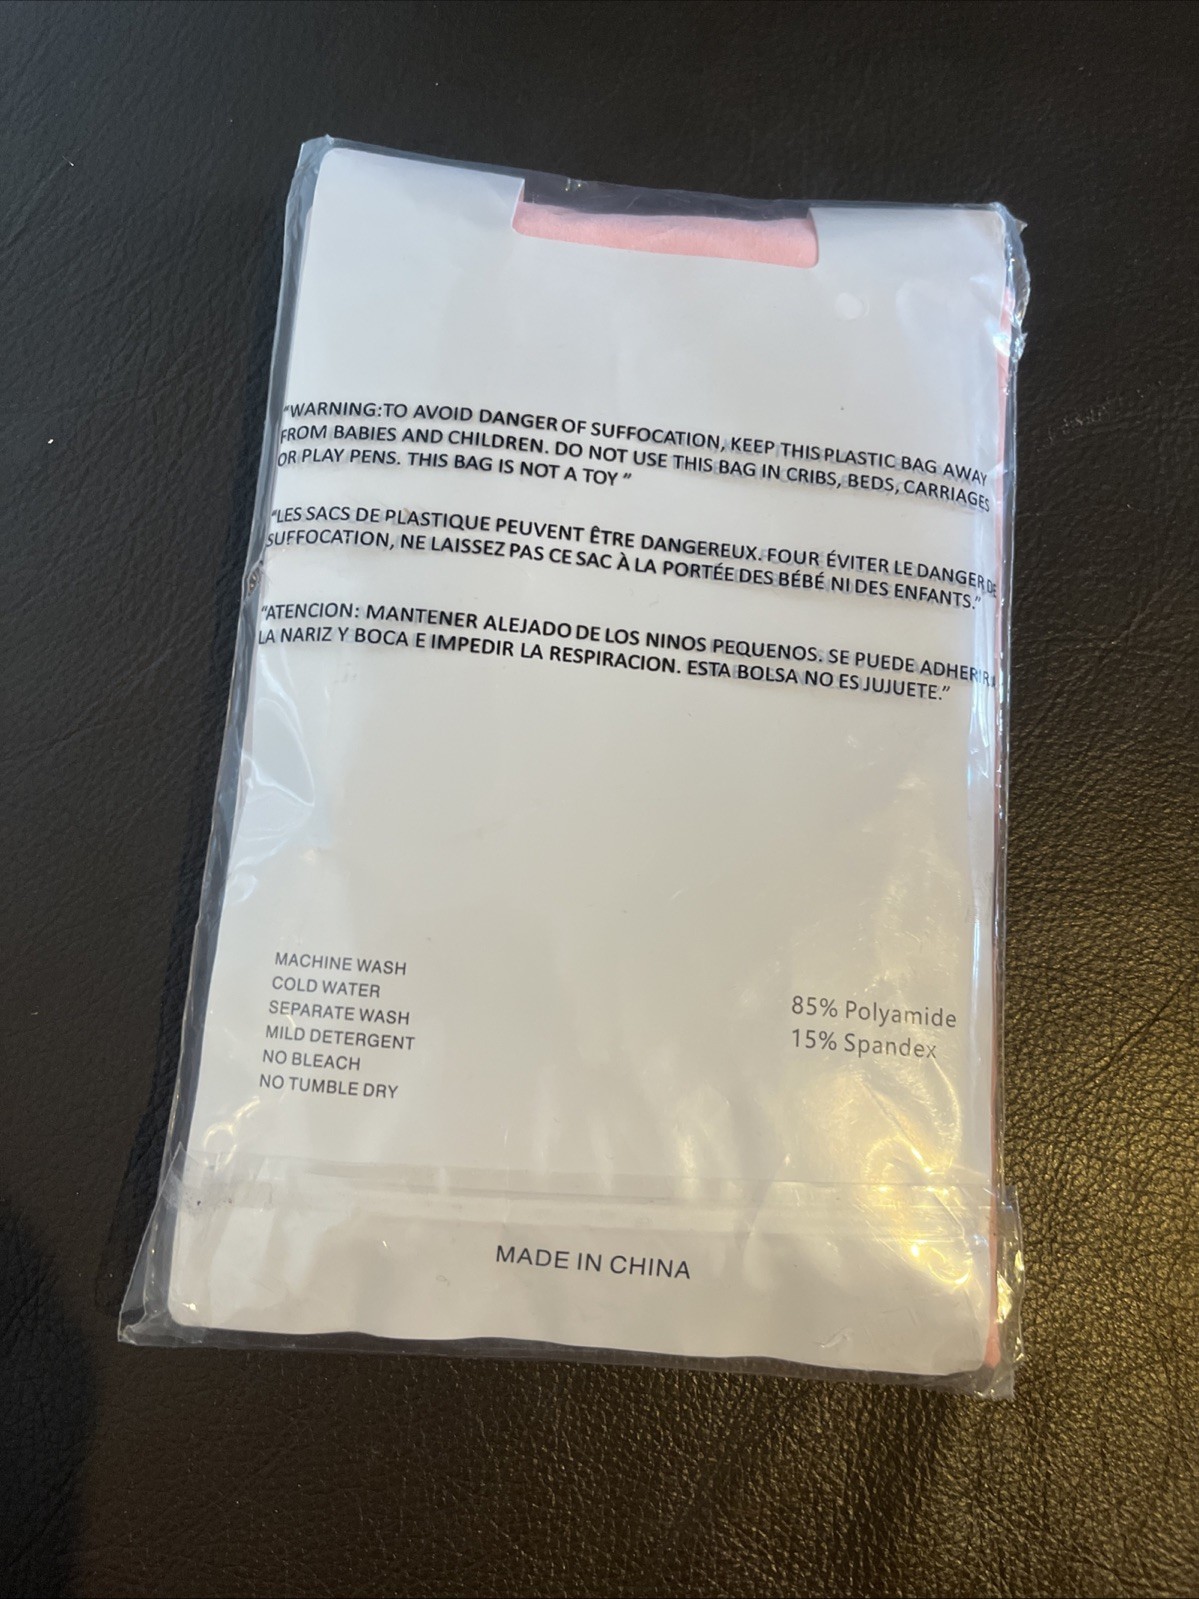 “WARNING:TO AVOID DANGER OF SUFFOCATION, KEEP THIS PLASTIC BAG AWAY
FROM BABIES AND CHILDREN. DO NOT USE THIS BAG IN CRIBS, BEDS, CARRIAGES
OR PLAY PENS. THIS BAG IS NOT A TOY ”
“LES SACS DE PLASTIQUE PEUVENT ÊTRE DANGEREUX. FOUR ÉVITER LE DANGER DE
SUFFOCATION, NE LAISSEZ PAS CE SAC À LA PORTÉE DES BÉBÉ NI DES ENFANTS.”
“ATENCION: MANTENER ALEJADO DE LOS NINOS PEQUENOS. SE PUEDE ADHERIR
LA NARIZ Y BOCA E IMPEDIR LA RESPIRACION. ESTA BOLSA NO ES JUJUETE.”
MACHINE WASH
COLD WATER
SEPARATE WASH
MILD DETERGENT
NO BLEACH
NO TUMBLE DRY
85% Polyamide
15% Spandex
MADE IN CHINA